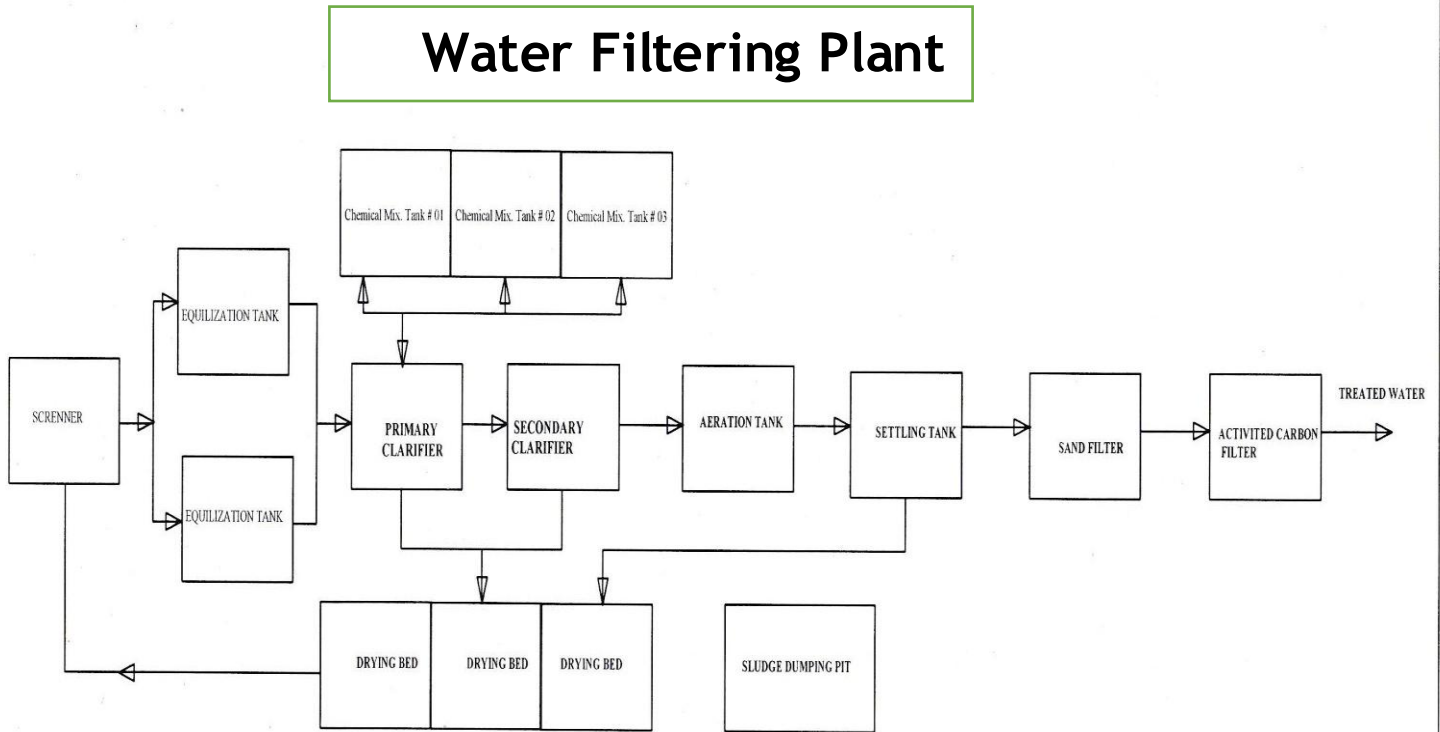 Water Filtering Plant
Chemical Mix. Tank # 01
Chemical Mix. Tank # 02
Chemical Mix. Tank # 03
EQUILIZATION TANK
SCRENNER
EQUILIZATION TANK
PRIMARY
CLARIFIER
SECONDARY
CLARIFIER
AERATION TANK
SETTLING TANK
SAND FILTER
ACTIVITED CARBON
FILTER
TREATED WATER
DRYING BED
DRYING BED
DRYING BED
SLUDGE DUMPING PIT